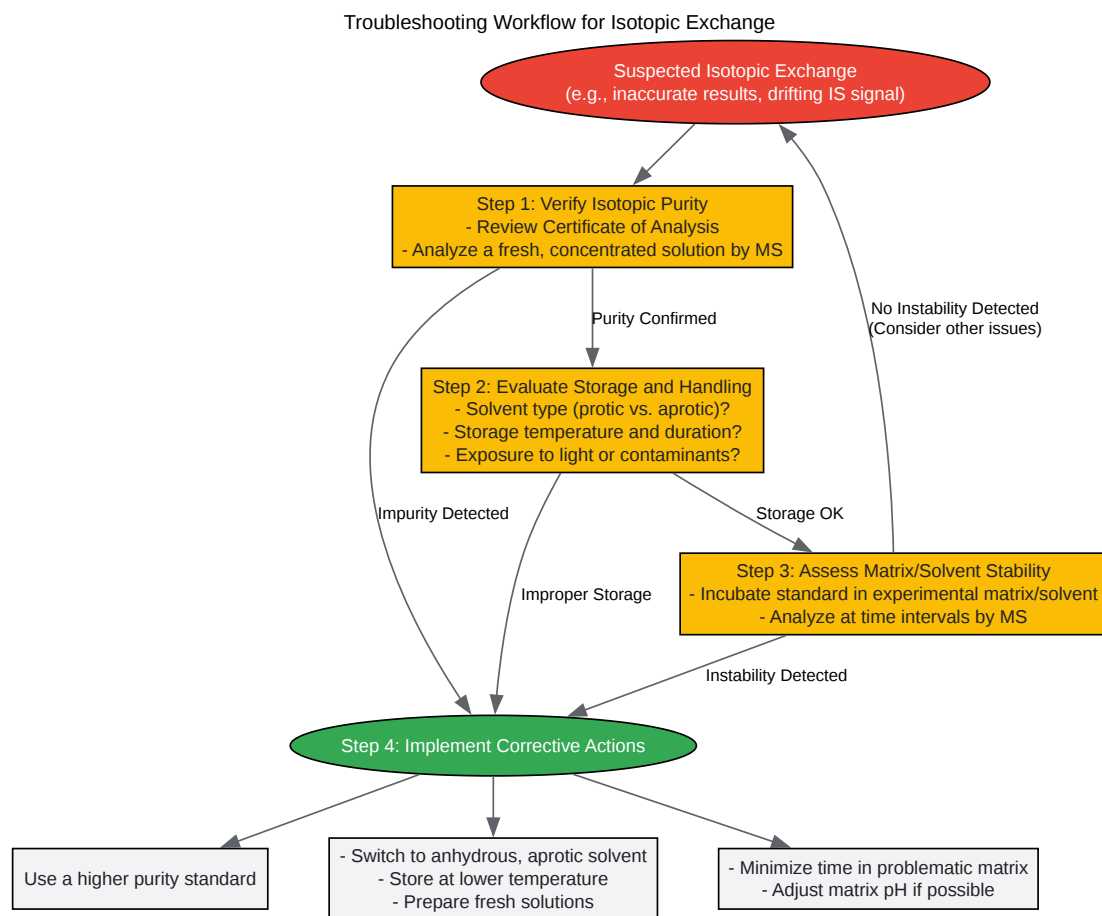 Troubleshooting Workflow for Isotopic Exchange
Suspected Isotopic Exchange
(e.g., inaccurate results, drifting IS signal)
Step 1: Verify Isotopic Purity
- Review Certificate of Analysis
- Analyze a fresh, concentrated solution by MS
No Instability Detected
(Consider other issues)
Purity Confirmed
Step 2: Evaluate Storage and Handling
- Solvent type (protic vs. aprotic)?
- Storage temperature and duration?
- Exposure to light or contaminants?
Impurity Detected
Storage OK
Step 3: Assess Matrix/Solvent Stability
- Incubate standard in experimental matrix/solvent
- Analyze at time intervals by MS
Improper Storage
Instability Detected
Step 4: Implement Corrective Actions
Use a higher purity standard
- Switch to anhydrous, aprotic solvent
- Store at lower temperature
- Prepare fresh solutions
- Minimize time in problematic matrix
- Adjust matrix pH if possible